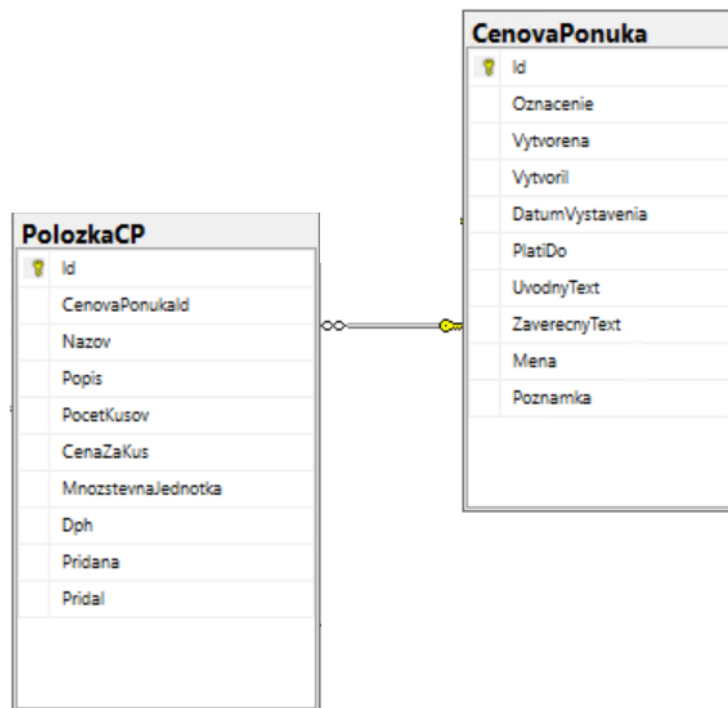 CenovaPonuka
Id
Oznacenie
Vytvorena
Vytvoril
DatumVystavenia
PlatiDo
UvodnyText
ZaverecnyText
Mena
Poznamka
PolozkaCP
Id
CenovaPonukaId
Nazov
Popis
PocetKusov
CenaZaKus
MnozstevnaJednotka
Dph
Pridana
Pridal